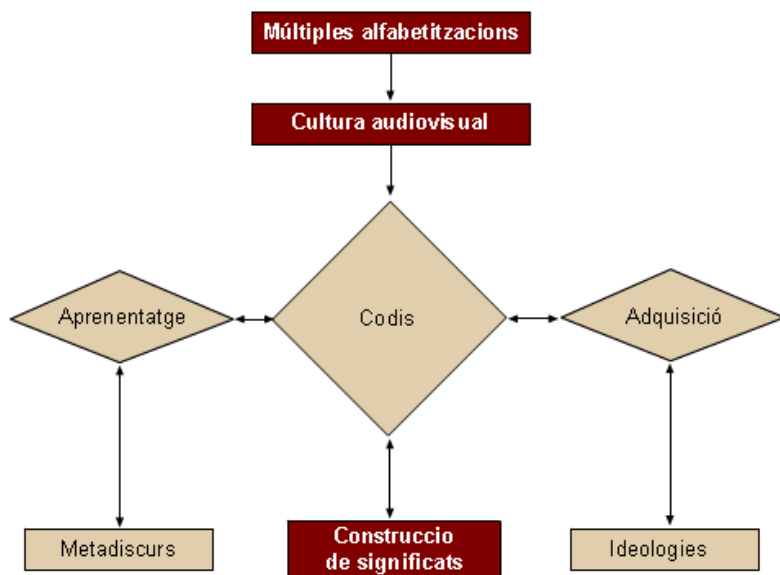 Múltiples alfabetitzacions
Cultura audiovisual
Aprenentatge
Codis
Adquisició
Metadiscurs
Construccio
de significats
Ideologies